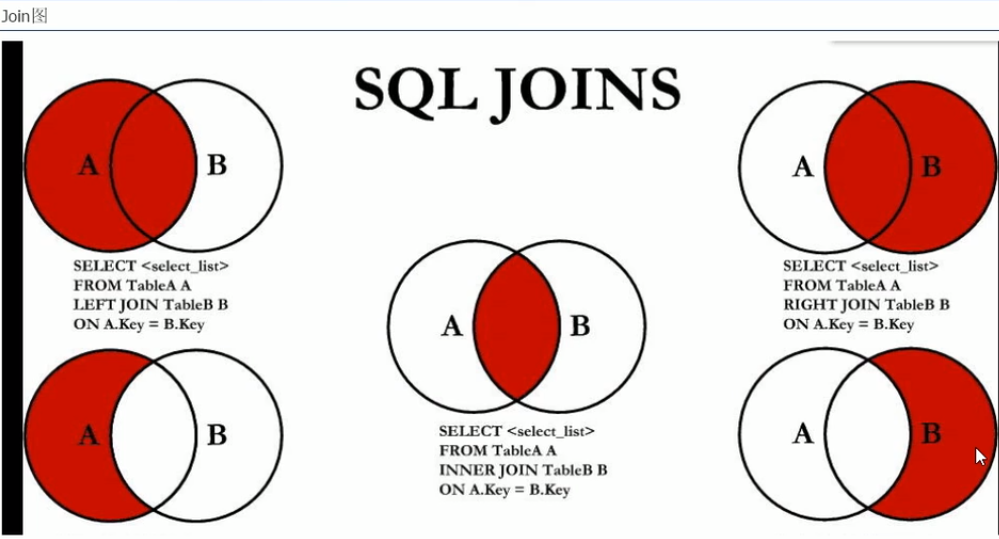 Join图
SQL JOINS
A B
SELECT <select_list>
FROM TableA A
LEFT JOIN TableB B
ON A.Key = B.Key
A B
SELECT <select_list>
FROM TableA A
RIGHT JOIN TableB B
ON A.Key = B.Key
A B
SELECT <select_list>
FROM TableA A
INNER JOIN TableB B
ON A.Key = B.Key
A B
A B